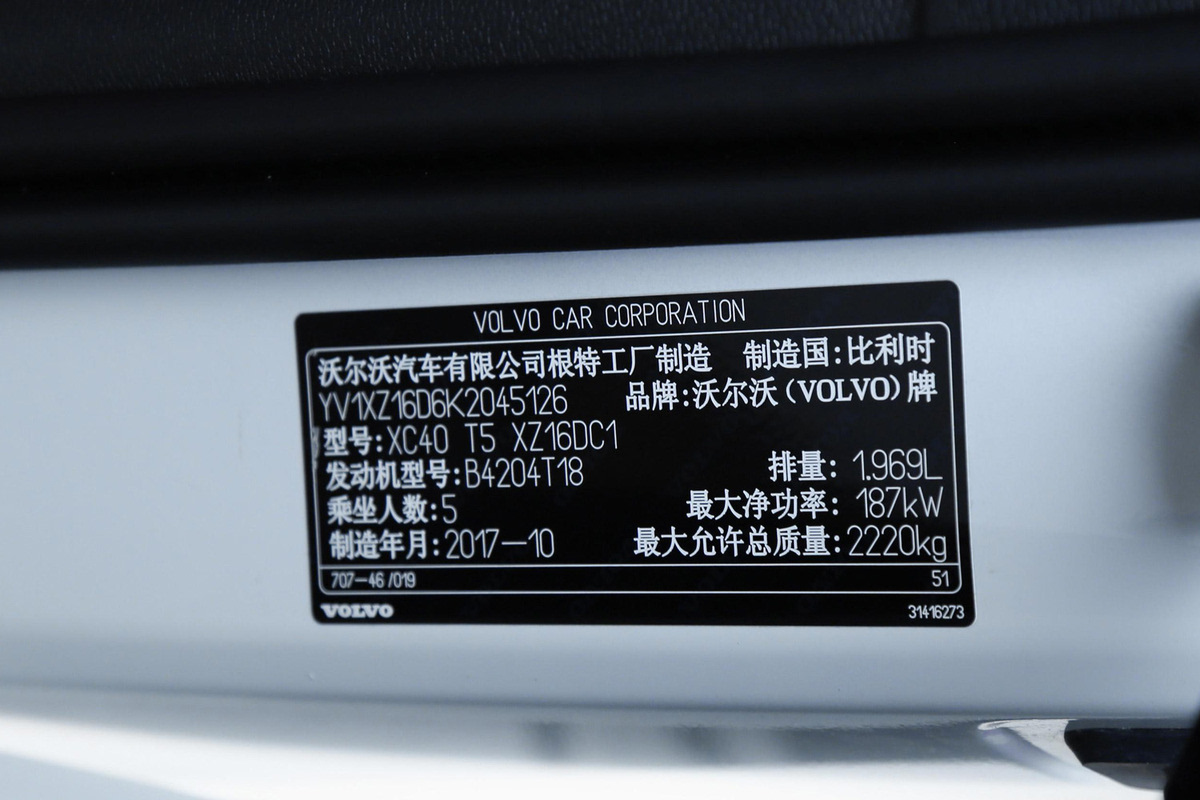 VOLVO CAR CORPORATION
沃尔沃汽车有限公司根特工厂制造 制造国:比利时
YV1XZ16D6K2045126 品牌:沃尔沃(VOLVO)牌
型号:XC40 T5 XZ16DC1
发动机型号:B4204T18 排量: 1.969L
乘坐人数:5 最大净功率: 187kW
制造年月:2017-10 最大允许总质量:2220kg
707-46/019 51
VOLVO 31416273